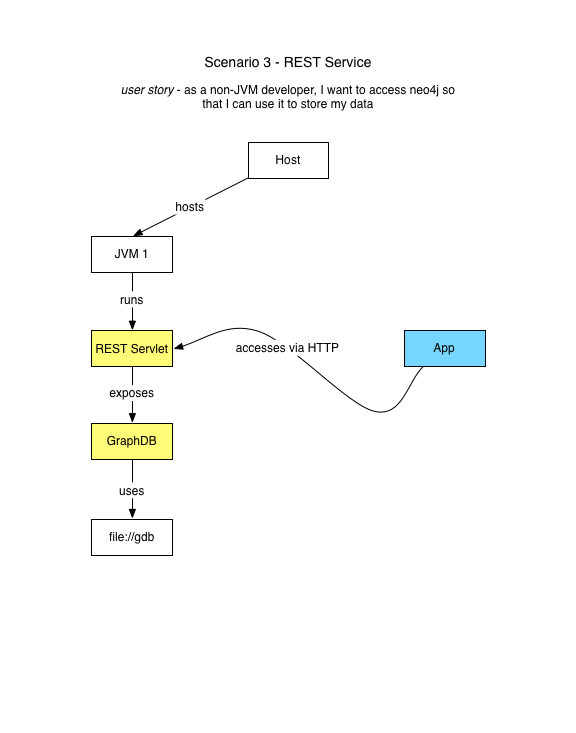 Scenario 3 - REST Service
user story - as a non-JVM developer, I want to access neo4j so
that I can use it to store my data
Host
hosts
JVM 1
runs
REST Servlet
accesses via HTTP
App
exposes
GraphDB
uses
file://gdb